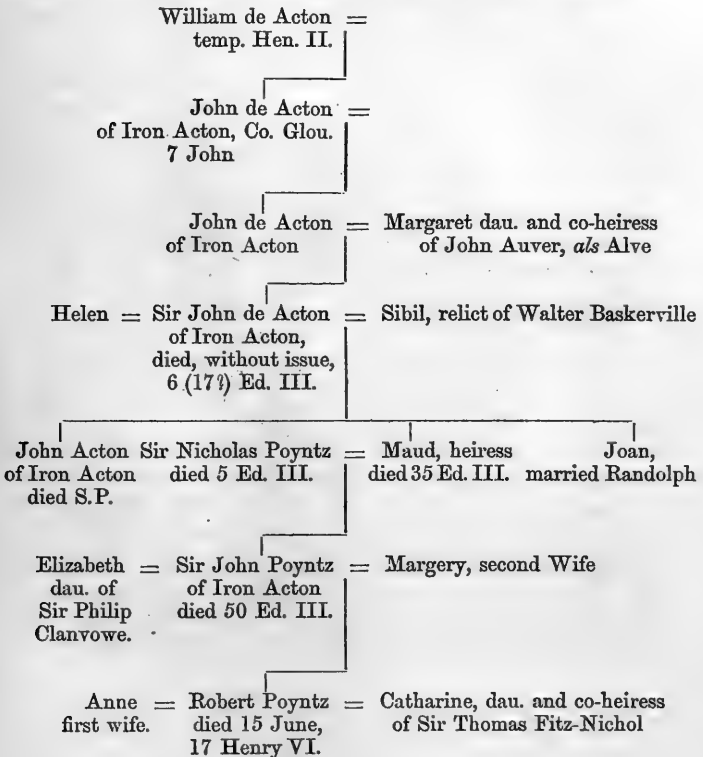 William de Acton =
temp. Hen. II.
John de Acton =
of Iron Acton, Co. Glou.
7 John
John de Acton = Margaret dau. and co-heiress
of Iron Acton of John Auver, als Alve
Helen = Sir John de Acton = Sibil, relict of Walter Baskerville
of Iron Acton,
died, without issue,
6 (17?) Ed. III.
John Acton Sir Nicholas Poyntz = Maud, heiress Joan,
of Iron Acton died 5 Ed. III. died 35 Ed. III. married Randolph
died S.P.
Elizabeth = Sir John Poyntz = Margery, second Wife
dau. of of Iron Acton
Sir Philip died 50 Ed. III.
Clanvowe.
Anne = Robert Poyntz = Catharine, dau. and co-heiress
first wife. died 15 June, of Sir Thomas Fitz-Nichol
17 Henry VI.